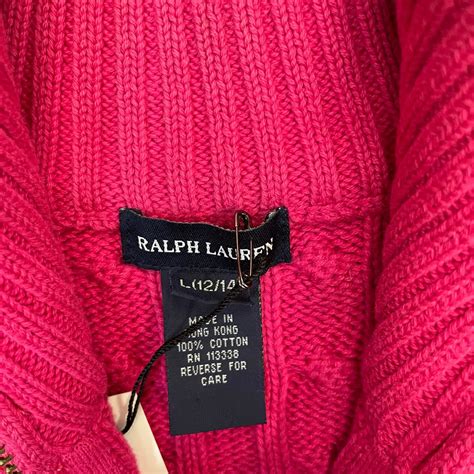 RALPH LAUREN
L(12/14)
MADE IN
HONG KONG
100% COTTON
RN 113338
REVERSE FOR
CARE